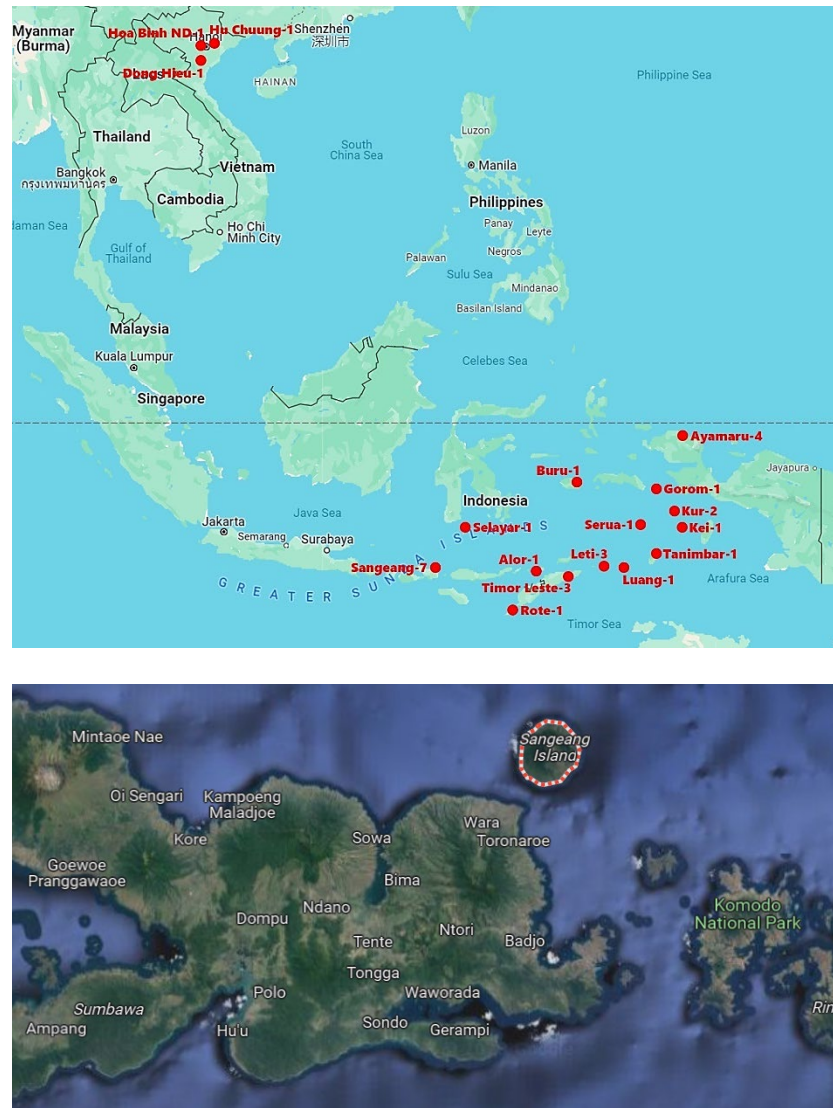 Myanmar
(Burma)
Hoa Binh ND-1
Hu Chuung-1
Hanoi
Shenzhen
深圳市
Dong Hieu-1
Laos
HAINAN
Philippine Sea
Luzon
Thailand
South
China Sea
Vietnam
Manila
Bangkok
กรุงเทพมหานคร
Cambodia
Philippines
daman Sea
Ho Chi
Minh City
Panay
Leyte
Gulf of
Thailand
Negros
Palawan
Sulu Sea
Mindanao
Basilan Island
Malaysia
Kuala Lumpur
Celebes Sea
Singapore
Ayamaru-4
Buru-1
Jayapura
Gorom-1
Indonesia
Kur-2
Java Sea
Jakarta
Selayar-1
Serua-1
Kei-1
Semarang
Surabaya
Leti-3
Tanimbar-1
Sangeang-7
Alor-1
Luang-1
Arafura Sea
GREATER SUNDA ISLANDS
Timor Leste-3
Rote-1
Timor Sea
Mintaoe Nae
Sangeang
Island
Oi Sengari
Kampoeng
Maladjoe
Kore
Sowa
Wara
Toronaroe
Goewoe
Pranggawaoe
Bima
Komodo
National Park
Dompu
Ndano
Ntori
Tente
Badjo
Tongga
Polo
Waworada
Sumbawa
Rin
Ampang
Hu'u
Sondo
Gerampi